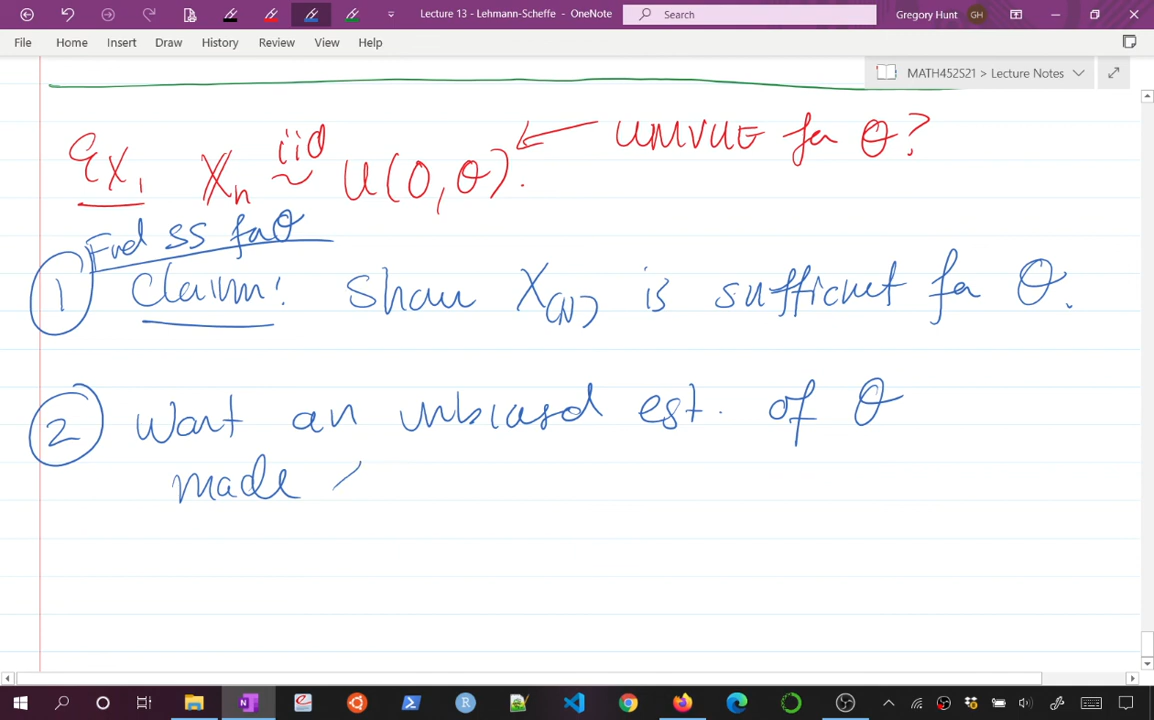 Lecture 13 - Lehmann-Scheffe - OneNote
Search
Gregory Hunt
GH
File Home Insert Draw History Review View Help
MATH452S21 > Lecture Notes
ex, Xn iid ~ U(0, θ). ← UMVUE for θ?
Find SS for θ
1 Claim: Show X(n) is sufficient for θ.
2 Want an unbiased est. of θ
made